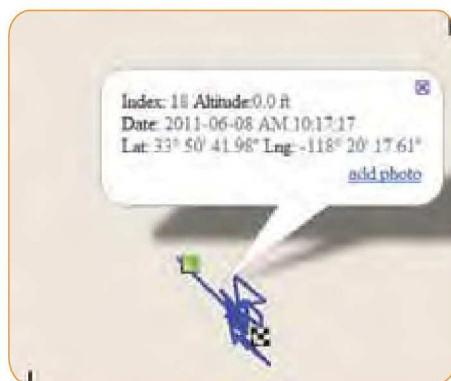 Index: 18 Altitude:0.0 ft
Date: 2011-06-08 AM 10:17:17
Lat: 33° 50' 41.98" Lng: -118° 20' 17.61"
add photo